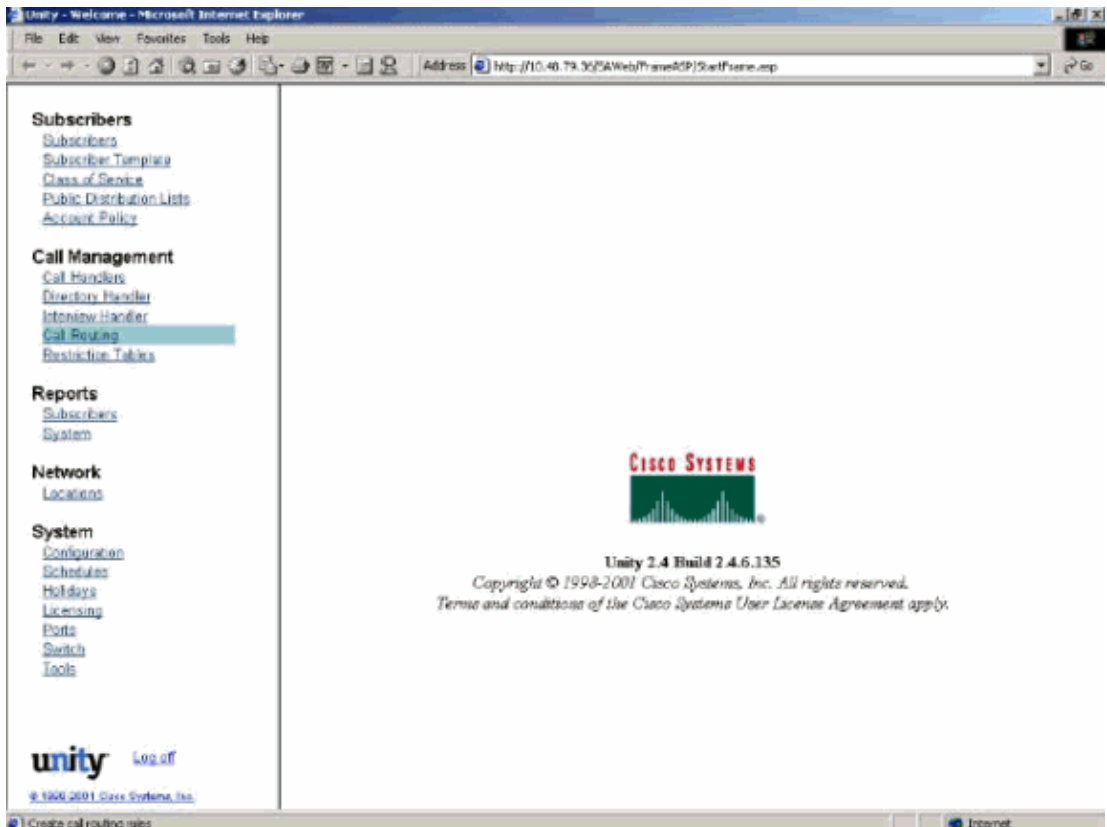 Unity - Welcome - Microsoft Internet Explorer
File Edit View Favorites Tools Help
Address http://10.48.79.36/SAWeb/FrameASP/StartFrame.asp Go
Subscribers
Subscribers
Subscriber Template
Class of Service
Public Distribution Lists
Account Policy
Call Management
Call Handlers
Directory Handler
Interview Handler
Call Routing
Restriction Tables
Reports
Subscribers
System
Network
Locations
System
Configuration
Schedules
Holidays
Licensing
Ports
Switch
Tools
unity Log off
© 1998-2001 Cisco Systems, Inc.
CISCO SYSTEMS
®
Unity 2.4 Build 2.4.6.135
Copyright © 1998-2001 Cisco Systems, Inc. All rights reserved.
Terms and conditions of the Cisco Systems User License Agreement apply.
Create call routing rules Internet